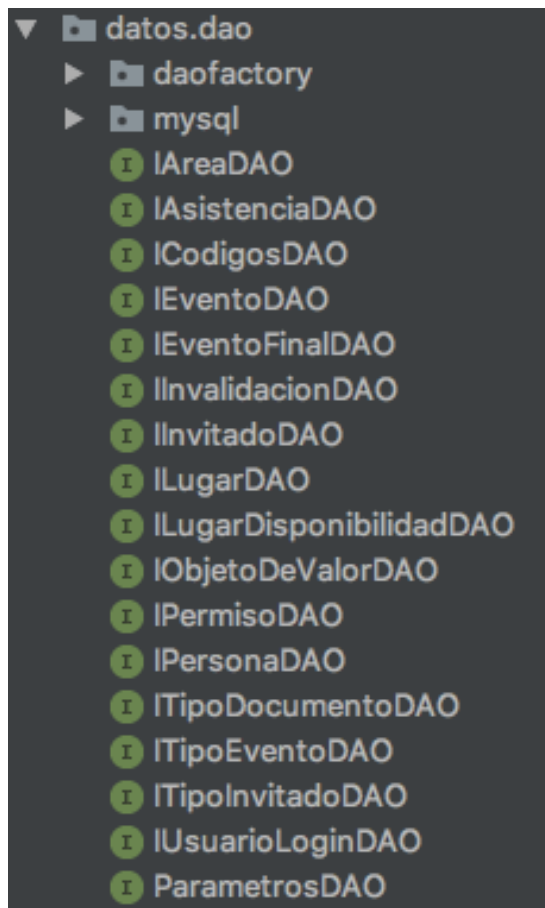 datos.dao
daofactory
mysql
IAreaDAO
IAsistenciaDAO
ICodigosDAO
IEventoDAO
IEventoFinalDAO
IInvalidacionDAO
IInvitadoDAO
ILugarDAO
ILugarDisponibilidadDAO
IObjetoDeValorDAO
IPermisoDAO
IPersonaDAO
ITipoDocumentoDAO
ITipoEventoDAO
ITipoInvitadoDAO
IUsuarioLoginDAO
ParametrosDAO